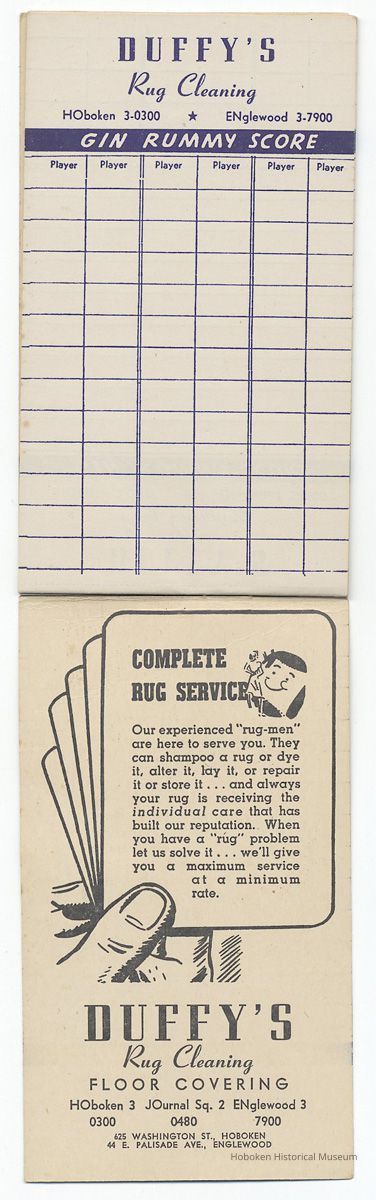 DUFFY'S
Rug Cleaning
HOboken 3-0300 ★ ENglewood 3-7900
GIN RUMMY SCORE
Player Player Player Player Player Player
COMPLETE
RUG SERVICE
Our experienced "rug-men"
are here to serve you. They
can shampoo a rug or dye
it, alter it, lay it, or repair
it or store it . . . and always
your rug is receiving the
individual care that has
built our reputation. When
you have a "rug" problem
let us solve it . . . we'll give
you a maximum service
at a minimum
rate.
DUFFY'S
Rug Cleaning
FLOOR COVERING
HOboken 3 JOurnal Sq. 2 ENglewood 3
0300 0480 7900
625 WASHINGTON ST., HOBOKEN
44 E. PALISADE AVE., ENGLEWOOD
Hoboken Historical Museum